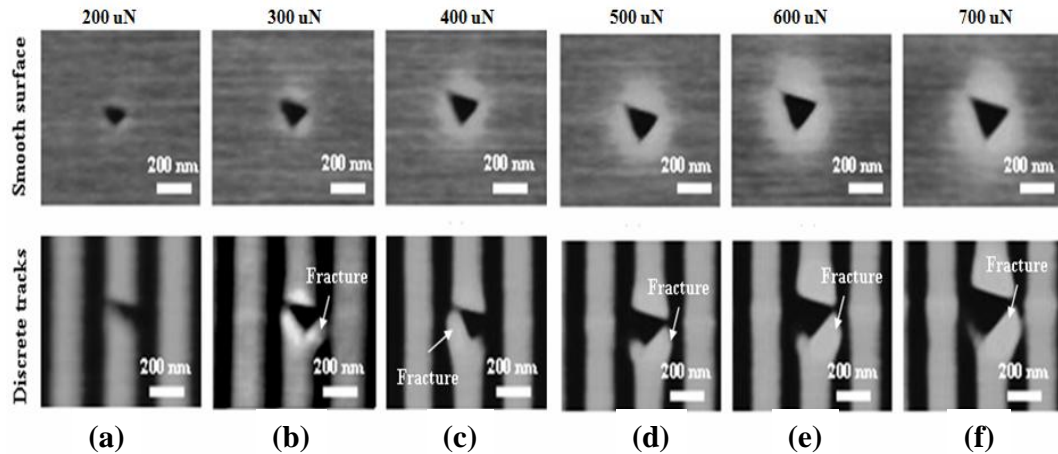 200 uN 300 uN 400 uN 500 uN 600 uN 700 uN
Smooth surface
200 nm 200 nm 200 nm 200 nm 200 nm 200 nm
Discrete tracks
Fracture Fracture Fracture Fracture Fracture
200 nm 200 nm 200 nm 200 nm 200 nm 200 nm
(a) (b) (c) (d) (e) (f)